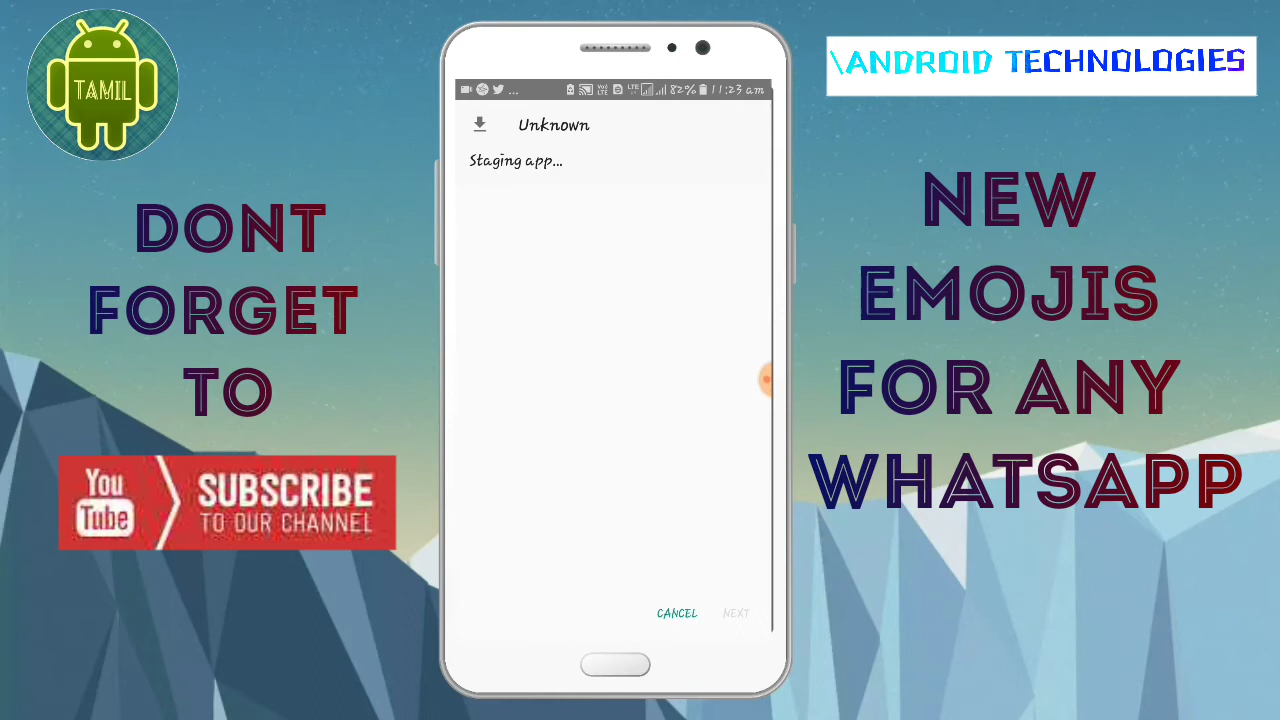 TAMIL
DONT
FORGET
TO
You
Tube
SUBSCRIBE
TO OUR CHANNEL
... LTE 82% 11:23 am
Unknown
Staging app...
CANCEL NEXT
\ANDROID TECHNOLOGIES
NEW
EMOJIS
FOR ANY
WHATSAPP